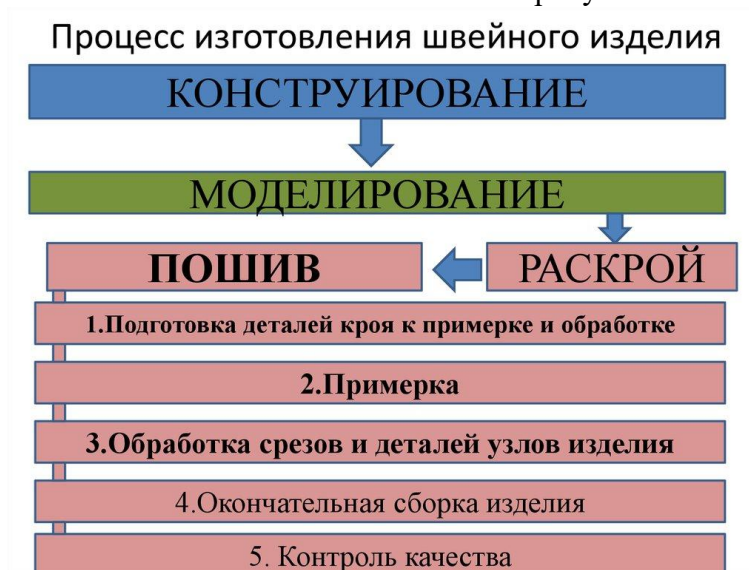 Процесс изготовления швейного изделия
КОНСТРУИРОВАНИЕ
МОДЕЛИРОВАНИЕ
ПОШИВ
РАСКРОЙ
1.Подготовка деталей кроя к примерке и обработке
2.Примерка
3.Обработка срезов и деталей узлов изделия
4.Окончательная сборка изделия
5. Контроль качества